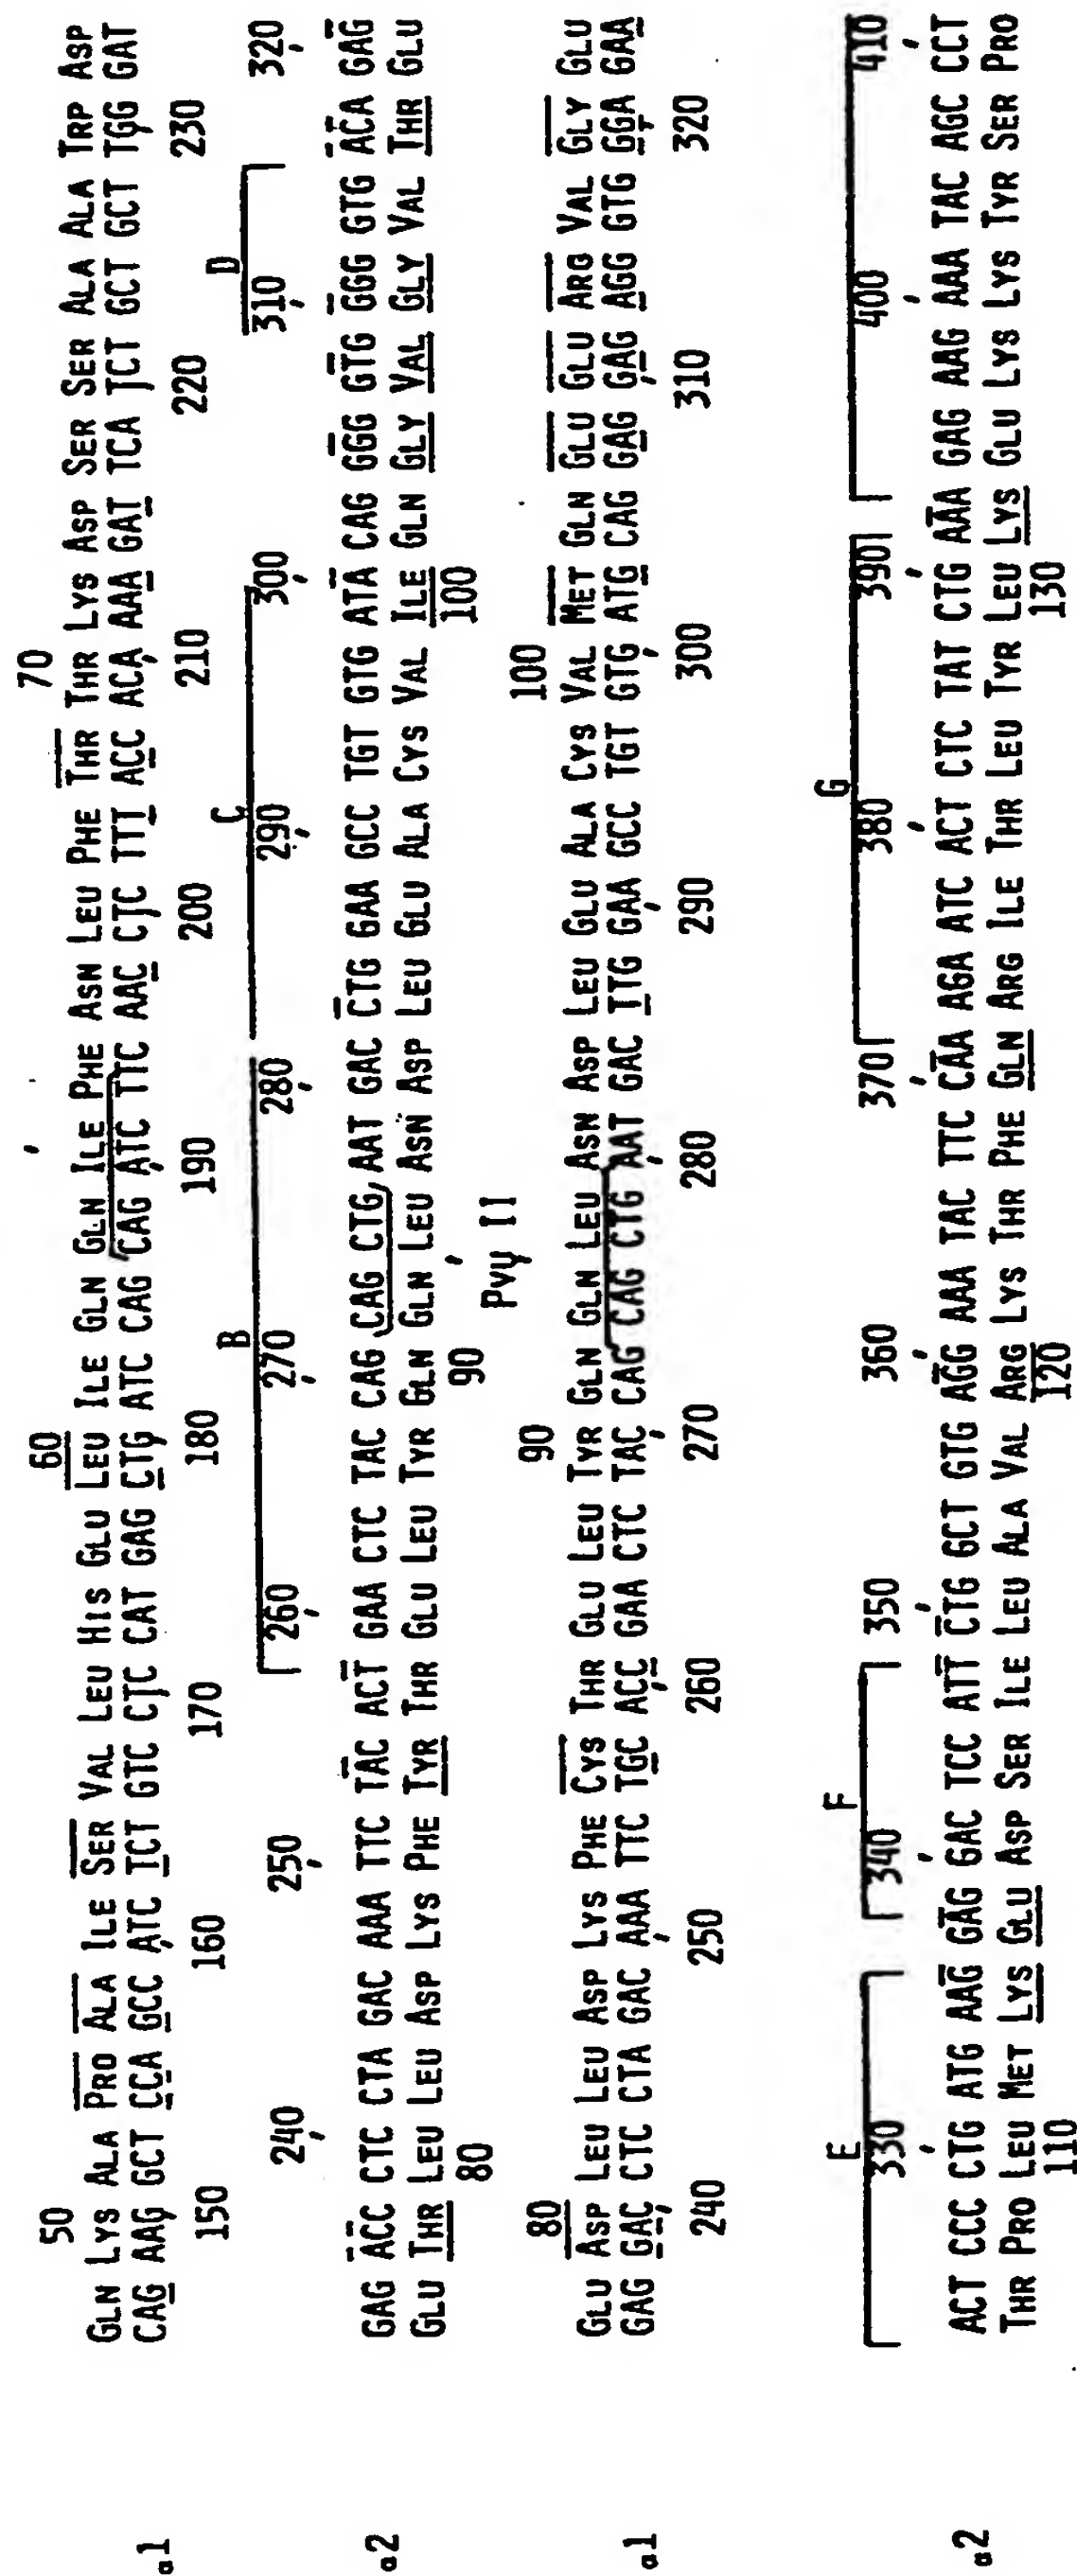 50 60 70
GLN LYS ALA PRO ALA ILE SER VAL LEU HIS GLU LEU ILE GLN GLN ILE PHE ASN LEU PHE THR THR LYS ASP SER SER ALA ALA TRP ASP
α1 CAG AAG GCT CCA GCC ATC TCT GTC CTC CAT GAG CTG ATC CAG CAG ATC TTC AAC CTC TTT ACC ACA AAA GAT TCA TCT GCT GCT TGG GAT
150 160 170 180 190 200 210 220 230
B C D
240 250 260 270 280 290 300 310 320
α2 GAG ACC CTC CTA GAC AAA TTC TAC ACT GAA CTC TAC CAG CAG CTG AAT GAC CTG GAA GCC TGT GTG ATA CAG GGG GTG GGG GTG ACA GAG
GLU THR LEU LEU ASP LYS PHE TYR THR GLU LEU TYR GLN GLN LEU ASN ASP LEU GLU ALA CYS VAL ILE GLN GLY VAL GLY VAL THR GLU
80 90 100
Pvu II
80 90 100
GLU ASP LEU LEU ASP LYS PHE CYS THR GLU LEU TYR GLN GLN LEU ASN ASP LEU GLU ALA CYS VAL MET GLN GLU GLU ARG VAL GLY GLU
α1 GAG GAC CTC CTA GAC AAA TTC TGC ACC GAA CTC TAC CAG CAG CTG AAT GAC TTG GAA GCC TGT GTG ATG CAG GAG GAG AGG GTG GGA GAA
240 250 260 270 280 290 300 310 320
E F G
330 340 350 360 370 380 390 400 410
α2 ACT CCC CTG ATG AAG GAG GAC TCC ATT CTG GCT GTG AGG AAA TAC TTC CAA AGA ATC ACT CTC TAT CTG AAA GAG AAG AAA TAC AGC CCT
THR PRO LEU MET LYS GLU ASP SER ILE LEU ALA VAL ARG LYS THR PHE GLN ARG ILE THR LEU TYR LEU LYS GLU LYS LYS TYR SER PRO
110 120 130